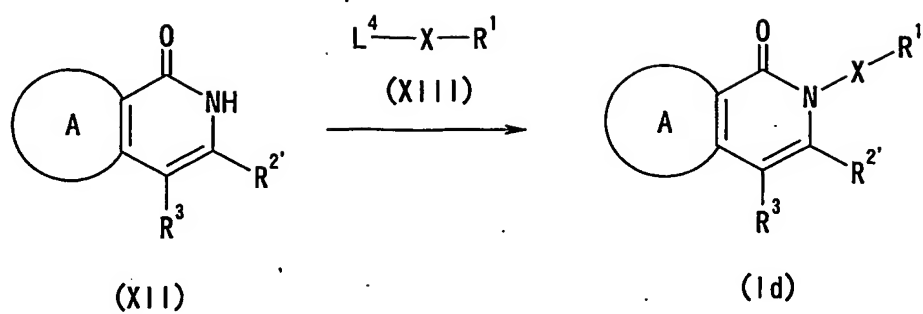 O
L⁴—X—R¹
(XIII)
A
NH
R²'
R³
(XII)
O
R¹
X
N
A
R²'
R³
(Id)